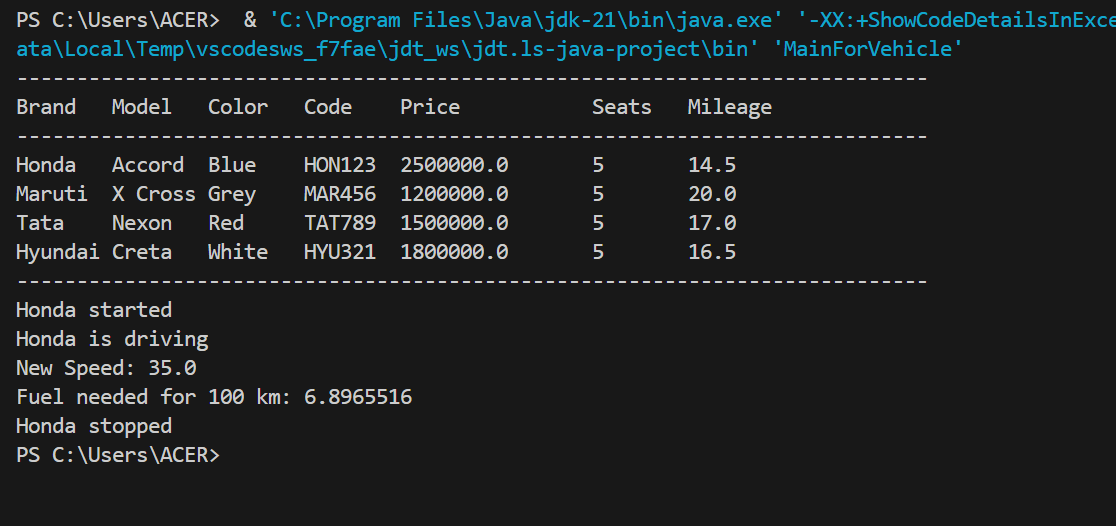 PS C:\Users\ACER>  & 'C:\Program Files\Java\jdk-21\bin\java.exe' '-XX:+ShowCodeDetailsInExce
ata\Local\Temp\vscodesws_f7fae\jdt_ws\jdt.ls-java-project\bin' 'MainForVehicle'
----------------------------------------------------------------------------
Brand   Model   Color   Code    Price           Seats   Mileage
----------------------------------------------------------------------------
Honda   Accord  Blue    HON123  2500000.0       5       14.5
Maruti  X Cross Grey    MAR456  1200000.0       5       20.0
Tata    Nexon   Red     TAT789  1500000.0       5       17.0
Hyundai Creta   White   HYU321  1800000.0       5       16.5
----------------------------------------------------------------------------
Honda started
Honda is driving
New Speed: 35.0
Fuel needed for 100 km: 6.8965516
Honda stopped
PS C:\Users\ACER>